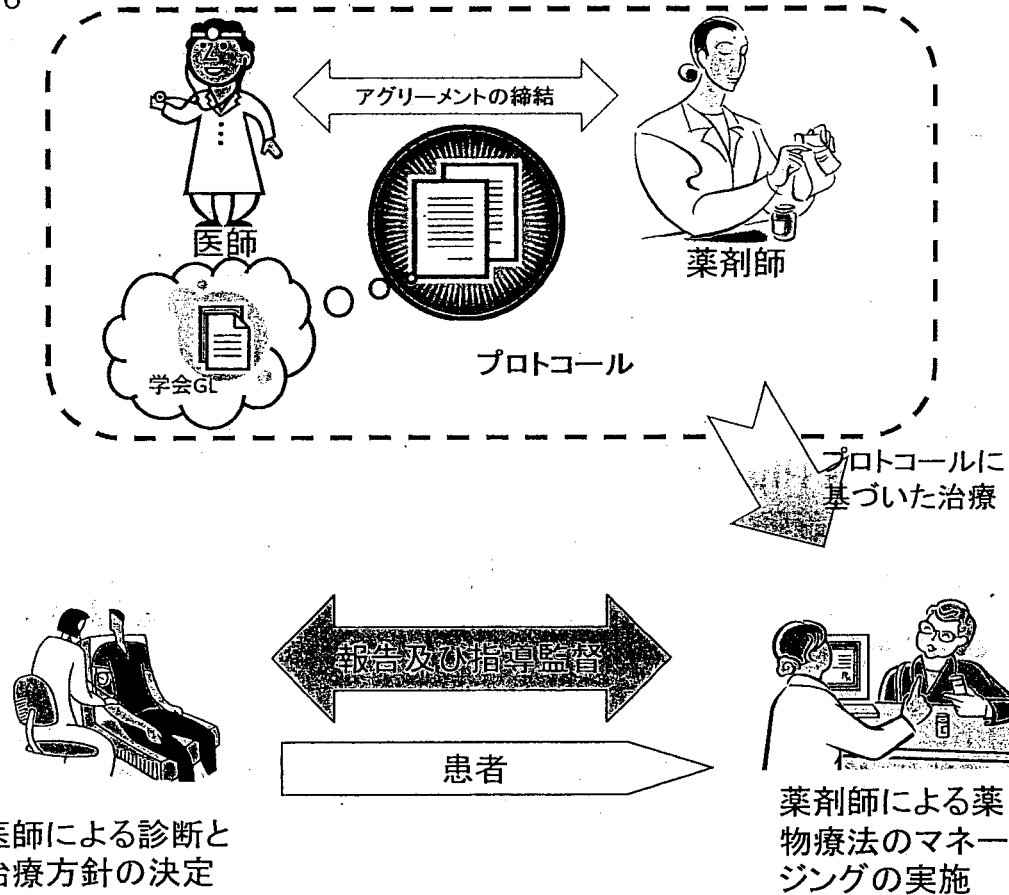 アグリーメントの締結
医師
薬剤師
学会GL
プロトコール
プロトコールに
基づいた治療
報告及び指導監督
患者
医師による診断と
治療方針の決定
薬剤師による薬
物療法のマネー
ジングの実施